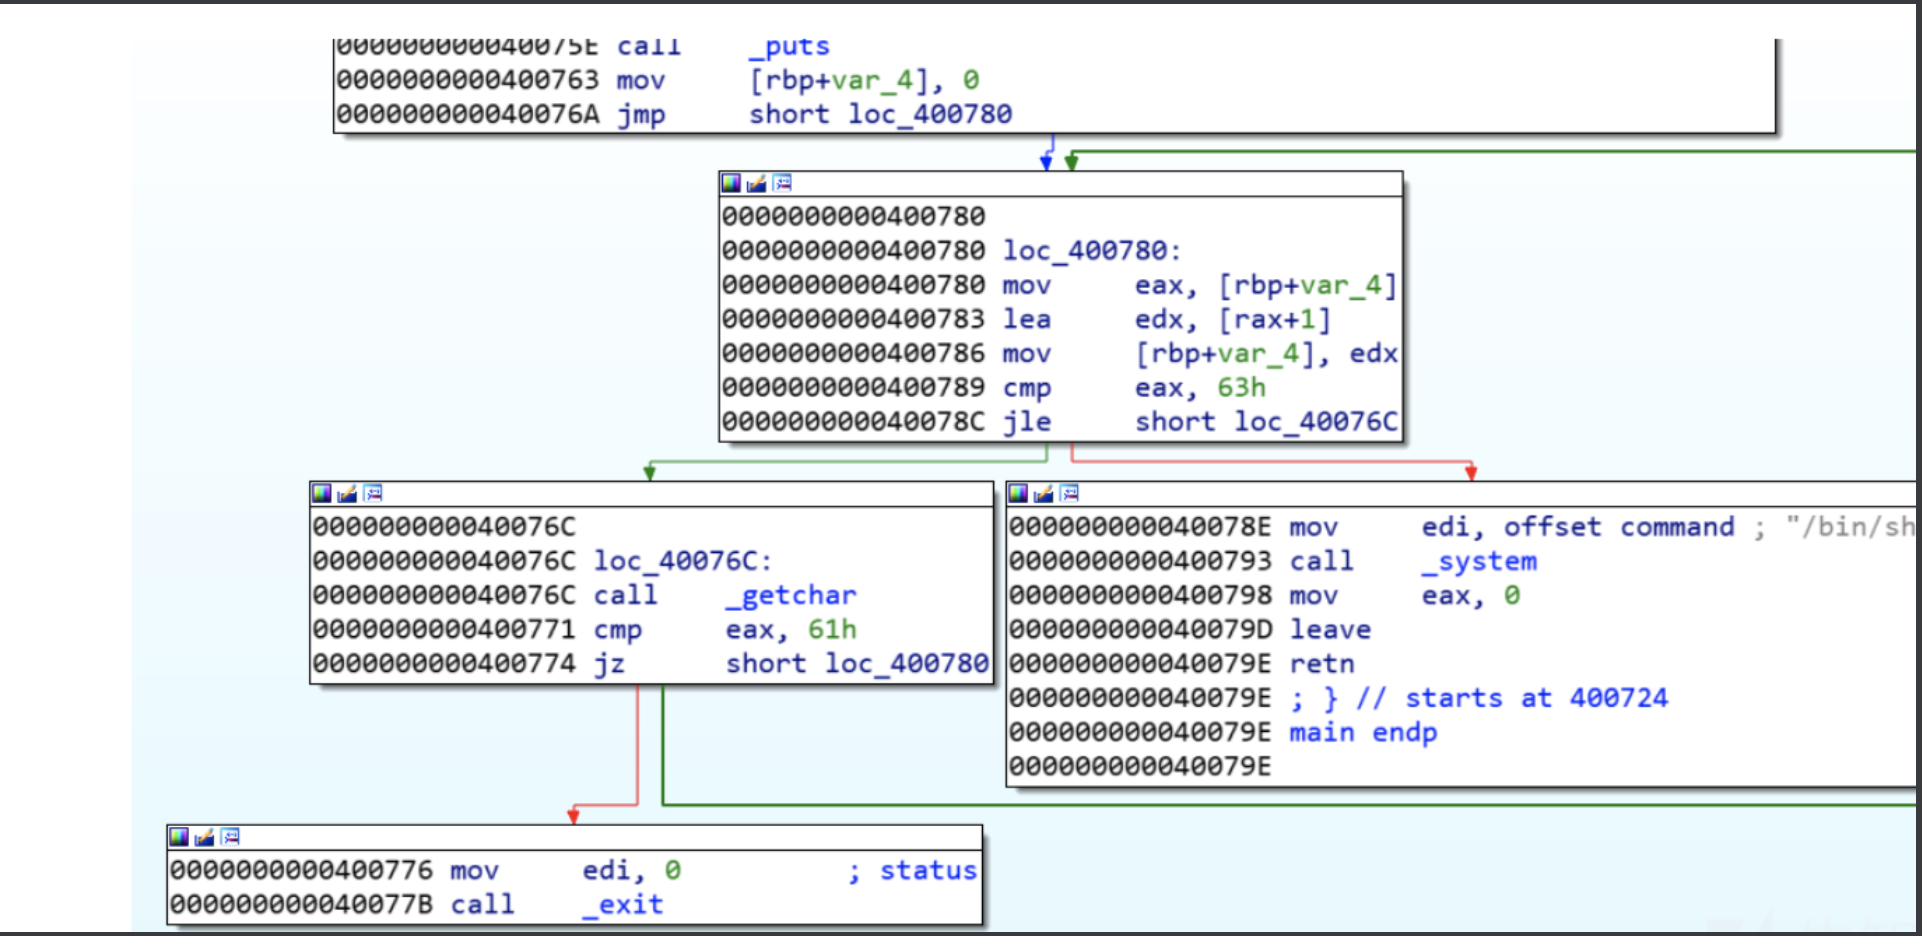 000000000040075E call _puts
0000000000400763 mov [rbp+var_4], 0
000000000040076A jmp short loc_400780
0000000000400780
0000000000400780 loc_400780:
0000000000400780 mov eax, [rbp+var_4]
0000000000400783 lea edx, [rax+1]
0000000000400786 mov [rbp+var_4], edx
0000000000400789 cmp eax, 63h
000000000040078C jle short loc_40076C
000000000040076C
000000000040076C loc_40076C:
000000000040076C call _getchar
0000000000400771 cmp eax, 61h
0000000000400774 jz short loc_400780
000000000040078E mov edi, offset command ; "/bin/sh
0000000000400793 call _system
0000000000400798 mov eax, 0
000000000040079D leave
000000000040079E retn
000000000040079E ; } // starts at 400724
000000000040079E main endp
000000000040079E
0000000000400776 mov edi, 0 ; status
000000000040077B call _exit